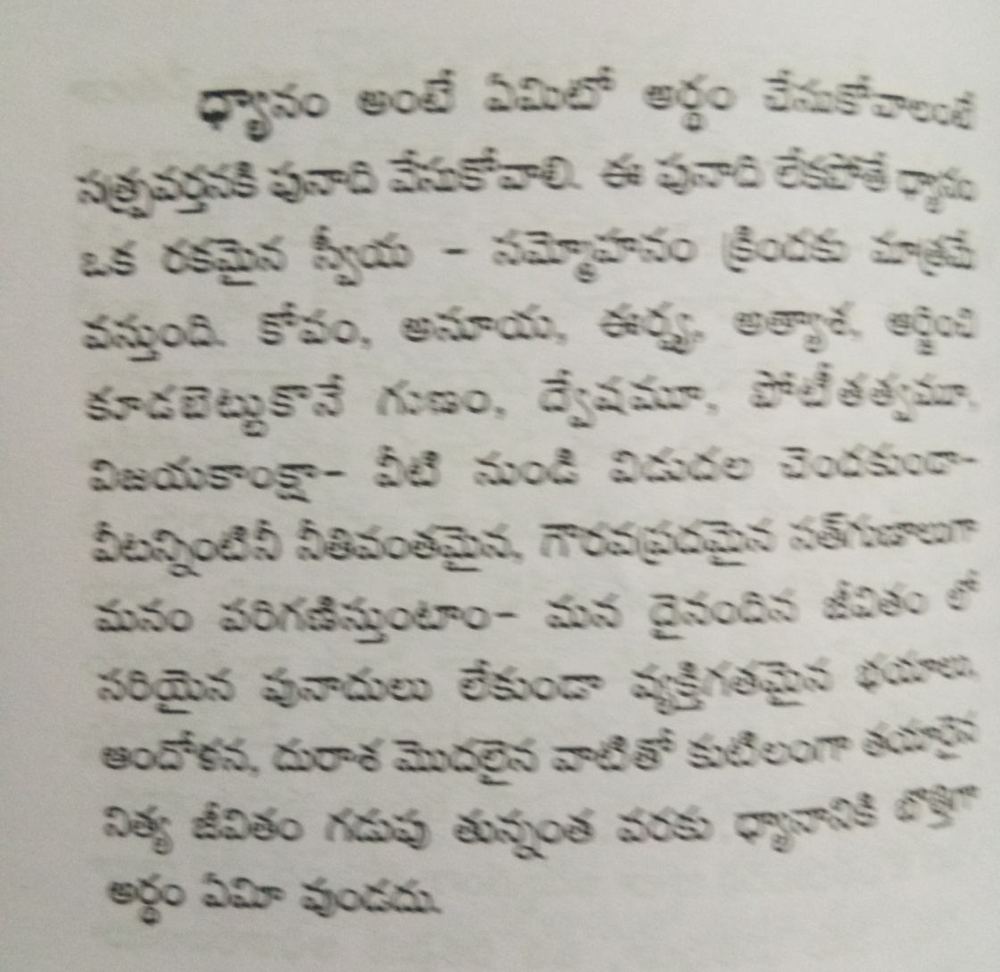 ధ్యానం అంటే ఏమిటో అర్థం చేసుకోవాలంటే
సత్ప్రవర్తనకి పునాది వేసుకోవాలి. ఈ పునాది లేకపోతే ధ్యానం
ఒక రకమైన స్వీయ – సమ్మోహనం క్రిందకు మాత్రమే
వస్తుంది. కోపం, అసూయ, ఈర్ష్య, అత్యాశ, ఆర్జించి
కూడబెట్టుకొనే గుణం, ద్వేషమూ, పోటీతత్వమూ,
విజయకాంక్షా– వీటి నుండి విడుదల చెందకుండా–
వీటన్నింటినీ నీతివంతమైన, గౌరవప్రదమైన సత్‌గుణాలుగా
మనం పరిగణిస్తుంటాం– మన దైనందిన జీవితం లో
సరియైన పునాదులు లేకుండా వ్యక్తిగతమైన భయాలు,
ఆందోళన, దురాశ మొదలైన వాటితో కుటిలంగా తయారైన
నిత్య జీవితం గడుపు తున్నంత వరకు ధ్యానానికి బొత్తిగా
అర్థం ఏమీ వుండదు.